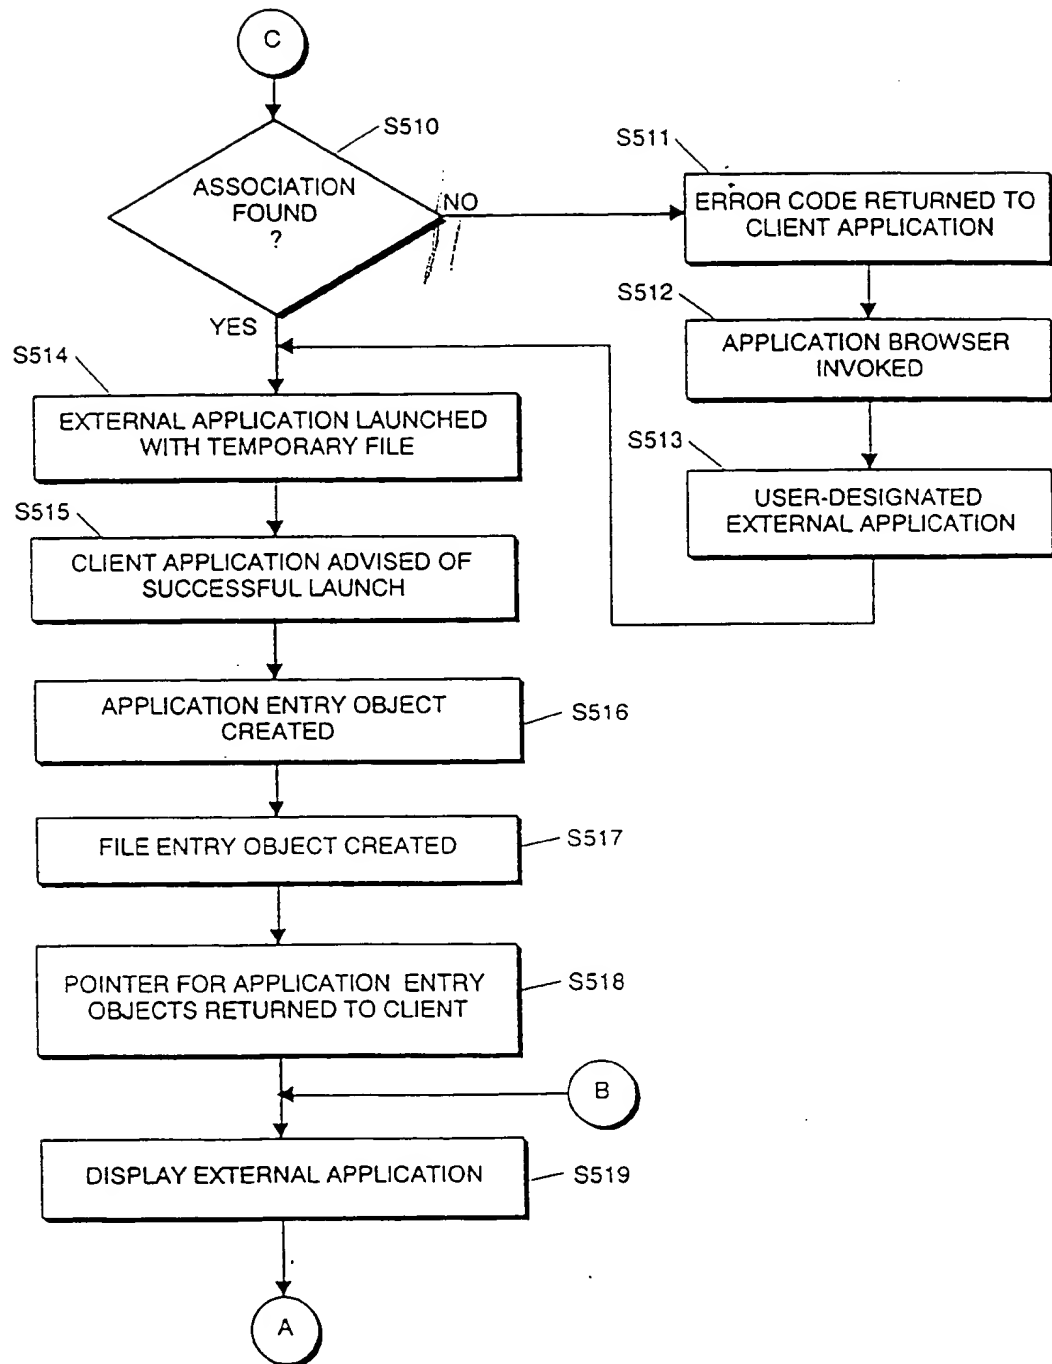 C
S510
ASSOCIATION
FOUND
?
NO
YES
S511
ERROR CODE RETURNED TO
CLIENT APPLICATION
S512
APPLICATION BROWSER
INVOKED
S513
USER-DESIGNATED
EXTERNAL APPLICATION
S514
EXTERNAL APPLICATION LAUNCHED
WITH TEMPORARY FILE
S515
CLIENT APPLICATION ADVISED OF
SUCCESSFUL LAUNCH
APPLICATION ENTRY OBJECT
CREATED
S516
FILE ENTRY OBJECT CREATED
S517
POINTER FOR APPLICATION ENTRY
OBJECTS RETURNED TO CLIENT
S518
B
DISPLAY EXTERNAL APPLICATION
S519
A